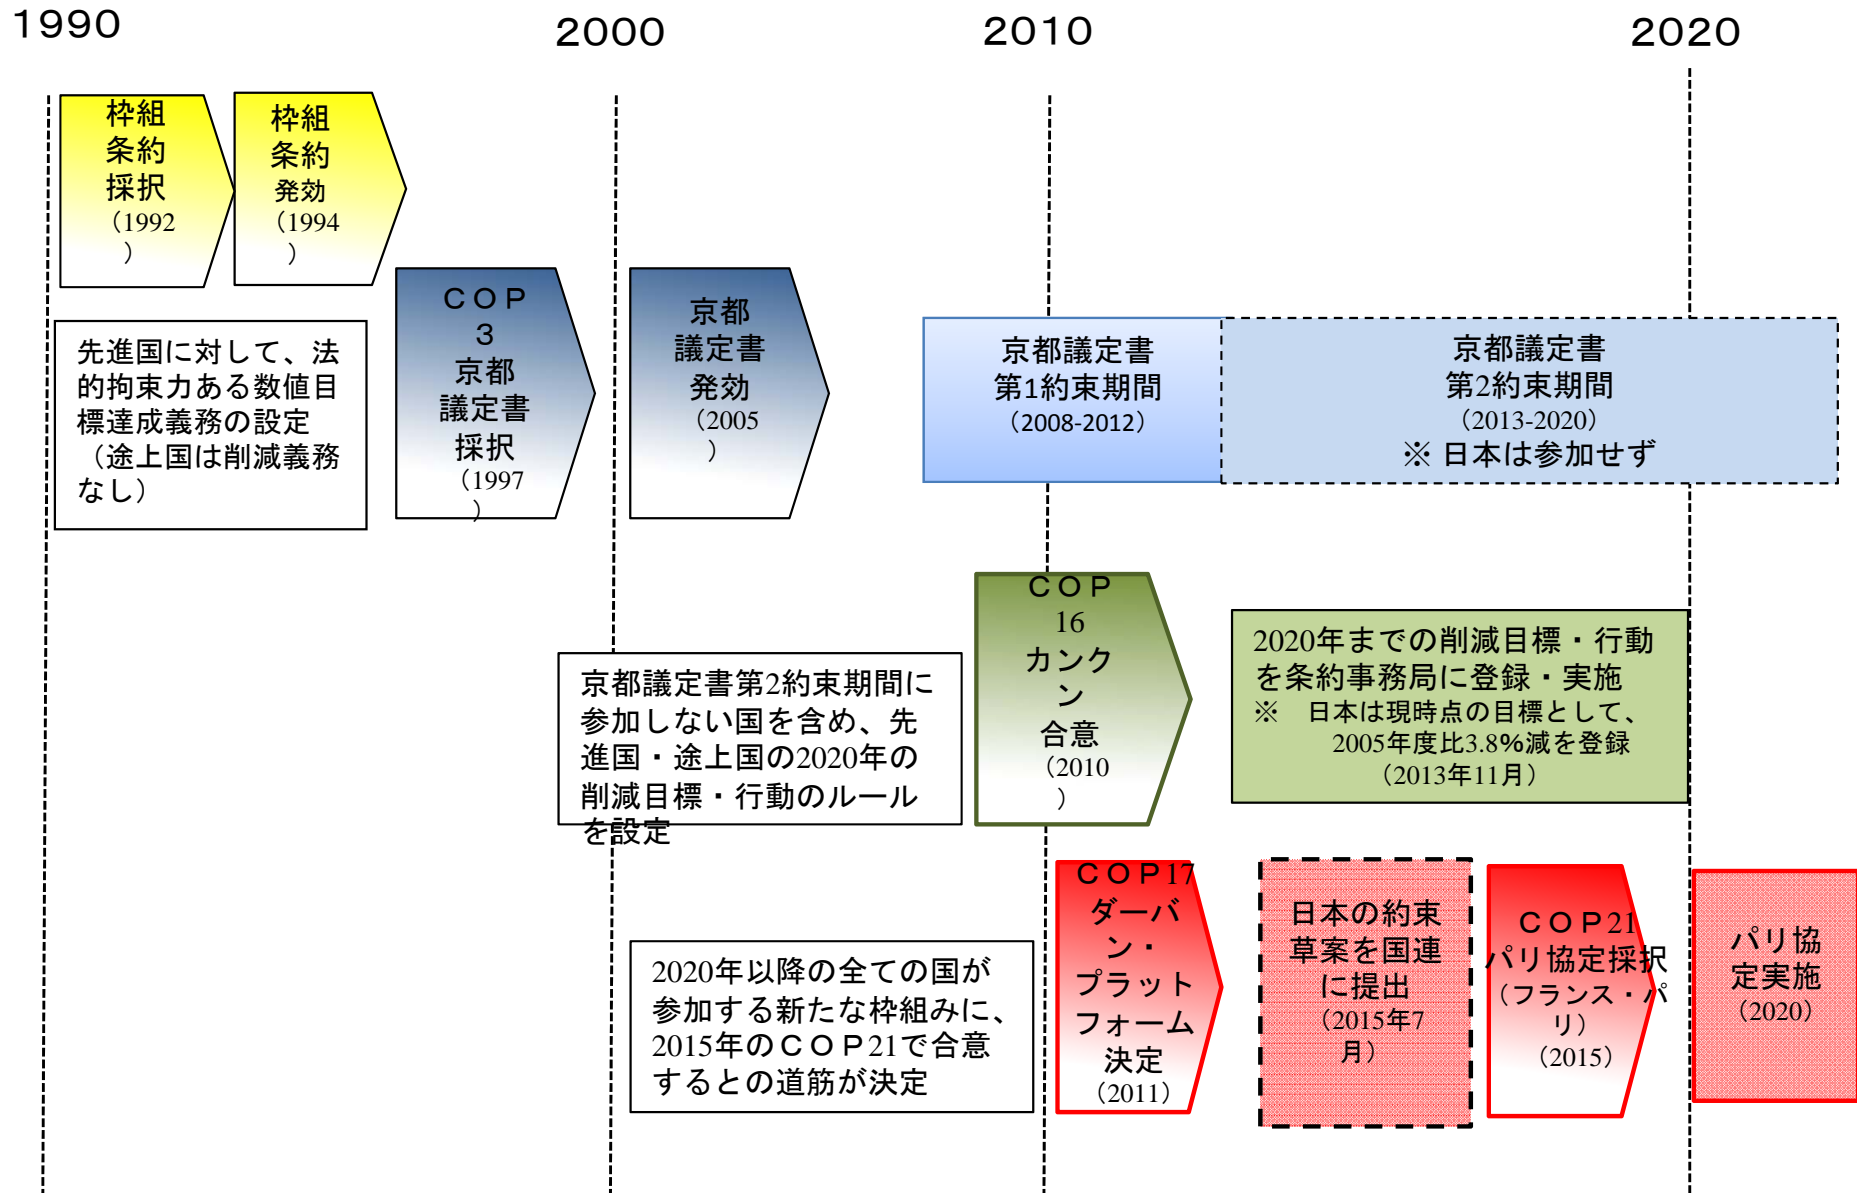 1990
2000
2010
2020
枠組
条約
採択
（1992
）
枠組
条約
発効
（1994
）
先進国に対して、法
的拘束力ある数値目
標達成義務の設定
（途上国は削減義務
なし）
ＣＯＰ
３
京都
議定書
採択
（1997
）
京都
議定書
発効
（2005
）
京都議定書
第1約束期間
（2008-2012）
京都議定書
第2約束期間
（2013-2020）
※ 日本は参加せず
京都議定書第2約束期間に
参加しない国を含め、先
進国・途上国の2020年の
削減目標・行動のルール
を設定
ＣＯＰ
16
カンク
ン
合意
（2010
）
2020年までの削減目標・行動
を条約事務局に登録・実施
※　日本は現時点の目標として、
2005年度比3.8%減を登録
（2013年11月）
2020年以降の全ての国が
参加する新たな枠組みに、
2015年のＣＯＰ21で合意
するとの道筋が決定
ＣＯＰ17
ダーバ
ン・
プラット
フォーム
決定
（2011）
日本の約束
草案を国連
に提出
（2015年7
月）
ＣＯＰ21
パリ協定採択
（フランス・パ
リ）
（2015）
パリ協
定実施
（2020）